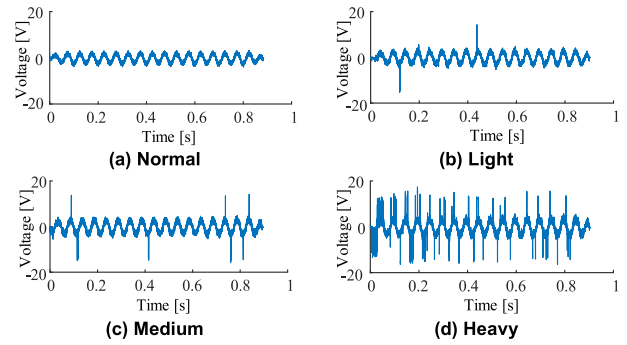 20
0
-20
Voltage [V]
0 0.2 0.4 0.6 0.8 1
Time [s]
(a) Normal
20
0
-20
Voltage [V]
0 0.2 0.4 0.6 0.8 1
Time [s]
(b) Light
20
0
-20
Voltage [V]
0 0.2 0.4 0.6 0.8 1
Time [s]
(c) Medium
20
0
-20
Voltage [V]
0 0.2 0.4 0.6 0.8 1
Time [s]
(d) Heavy